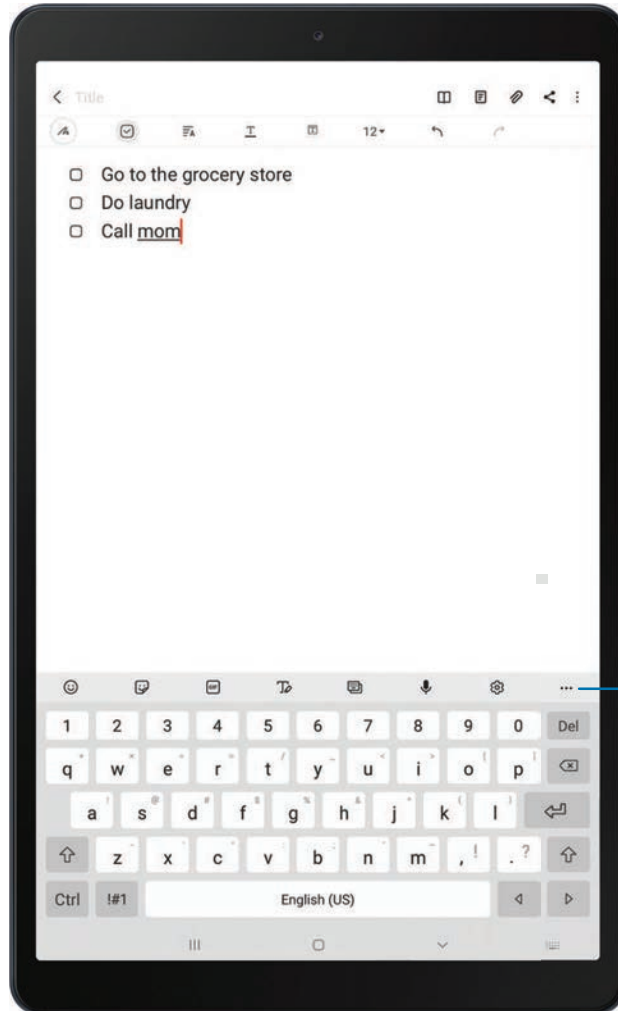 Title
12
Go to the grocery store
Do laundry
Call mom
GIF
1 2 3 4 5 6 7 8 9 0 Del
q w e r t y u i o p
a s d f g h j k l
z x c v b n m , ! . ?
Ctrl !#1 English (US)